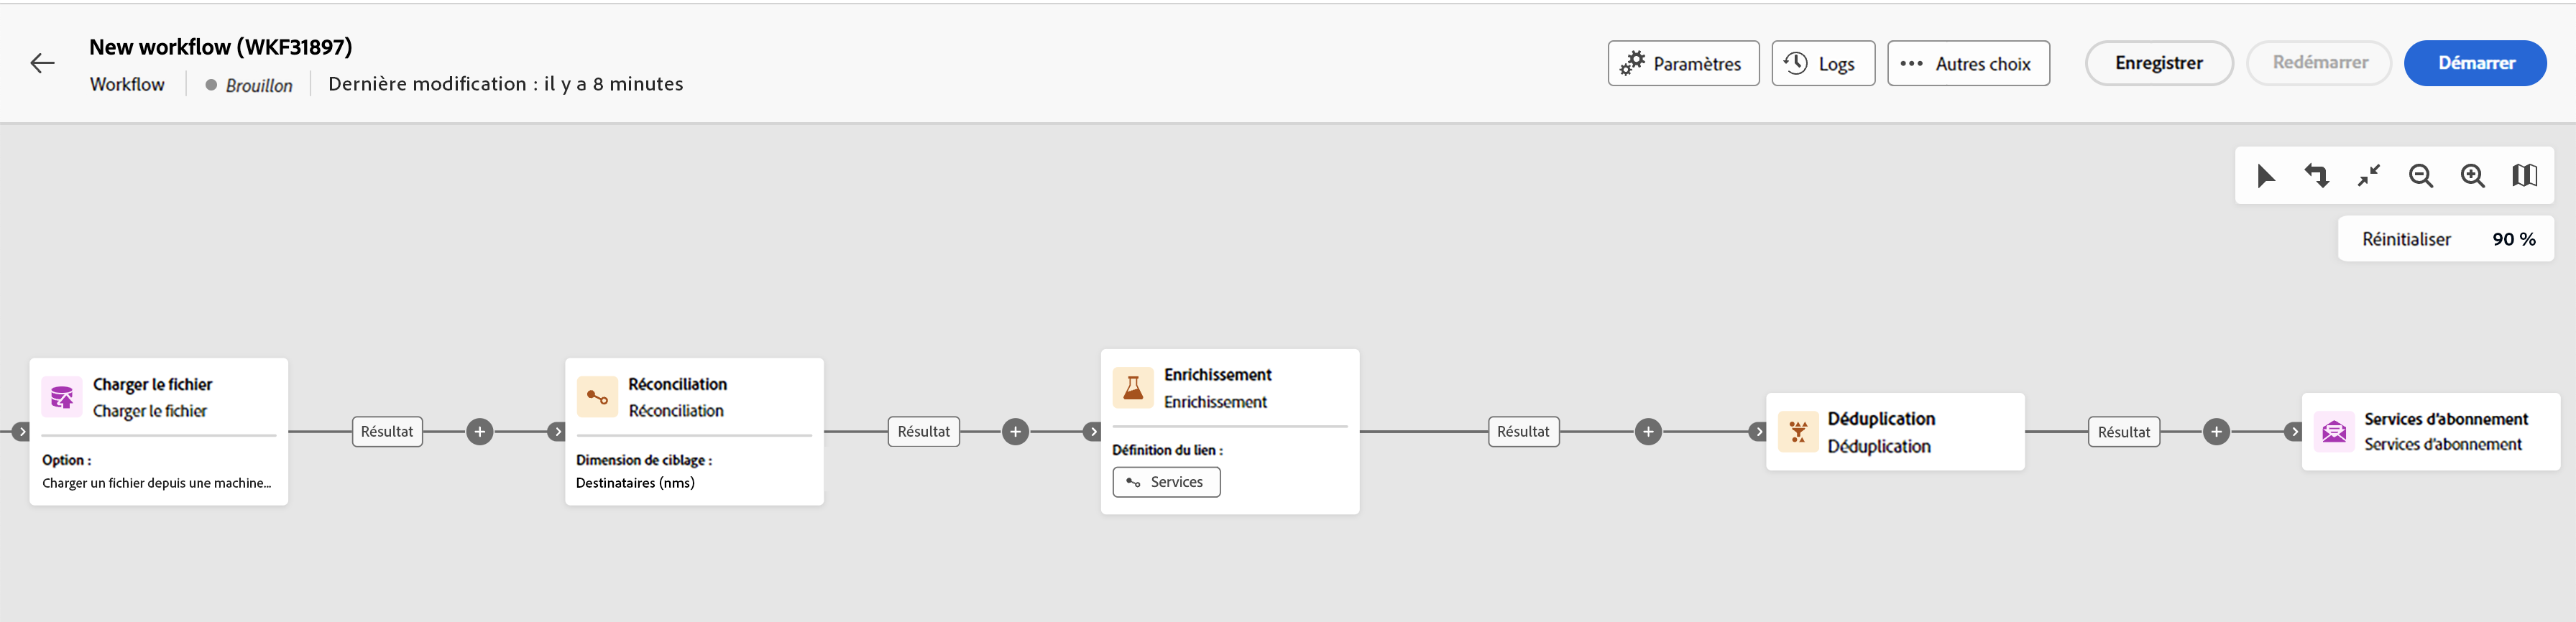 New workflow (WKF31897)
Workflow
Brouillon
Dernière modification : il y a 8 minutes
Paramètres
Logs
Autres choix
Enregistrer
Redémarrer
Démarrer
Réinitialiser
90 %
Charger le fichier
Charger le fichier
Option :
Charger un fichier depuis une machine...
Résultat
Réconciliation
Réconciliation
Dimension de ciblage :
Destinataires (nms)
Résultat
Enrichissement
Enrichissement
Définition du lien :
Services
Résultat
Déduplication
Déduplication
Résultat
Services d'abonnement
Services d'abonnement